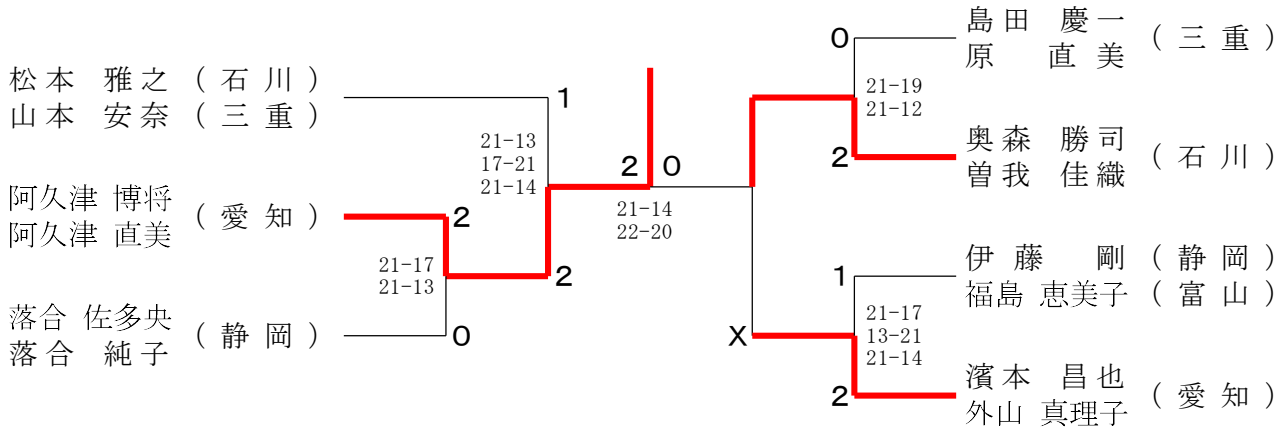 松本 雅之 (石川)
山本 安奈 (三重)
1
21-13
17-21
21-14
阿久津 博将
阿久津 直美
(愛知)
2
21-17
21-13
2
落合 佐多央
落合 純子
(静岡)
0
2 0
21-14
22-20
島田 慶一
原 直美
(三重)
0
21-19
21-12
奥森 勝司
曽我 佳織
(石川)
2
伊藤 剛 (静岡)
福島 恵美子 (富山)
1
21-17
13-21
21-14
X
濱本 昌也
外山 真理子
(愛知)
2